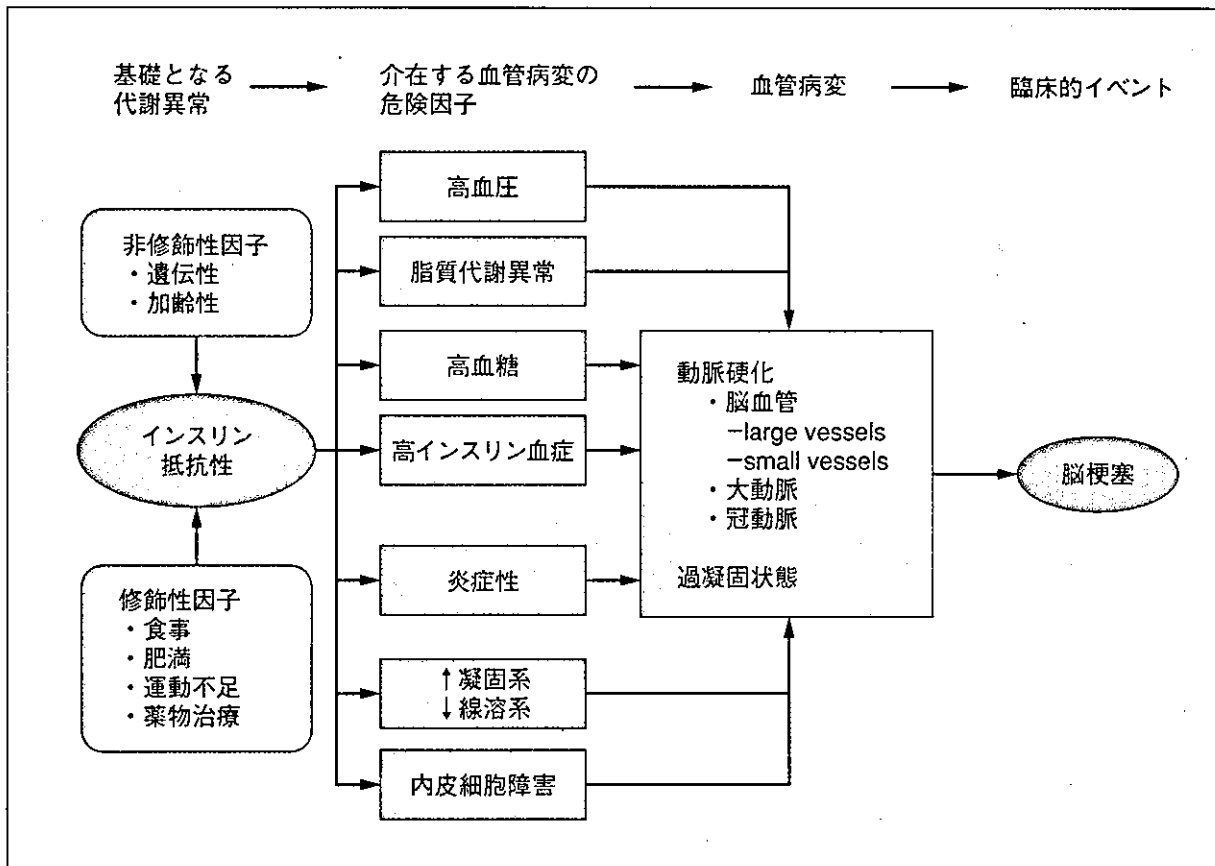 基礎となる
代謝異常
介在する血管病変の
危険因子
血管病変
臨床的イベント
非修飾性因子
・遺伝性
・加齢性
インスリン
抵抗性
修飾性因子
・食事
・肥満
・運動不足
・薬物治療
高血圧
脂質代謝異常
高血糖
高インスリン血症
炎症性
↑凝固系
↓線溶系
内皮細胞障害
動脈硬化
・脳血管
−large vessels
−small vessels
・大動脈
・冠動脈
過凝固状態
脳梗塞